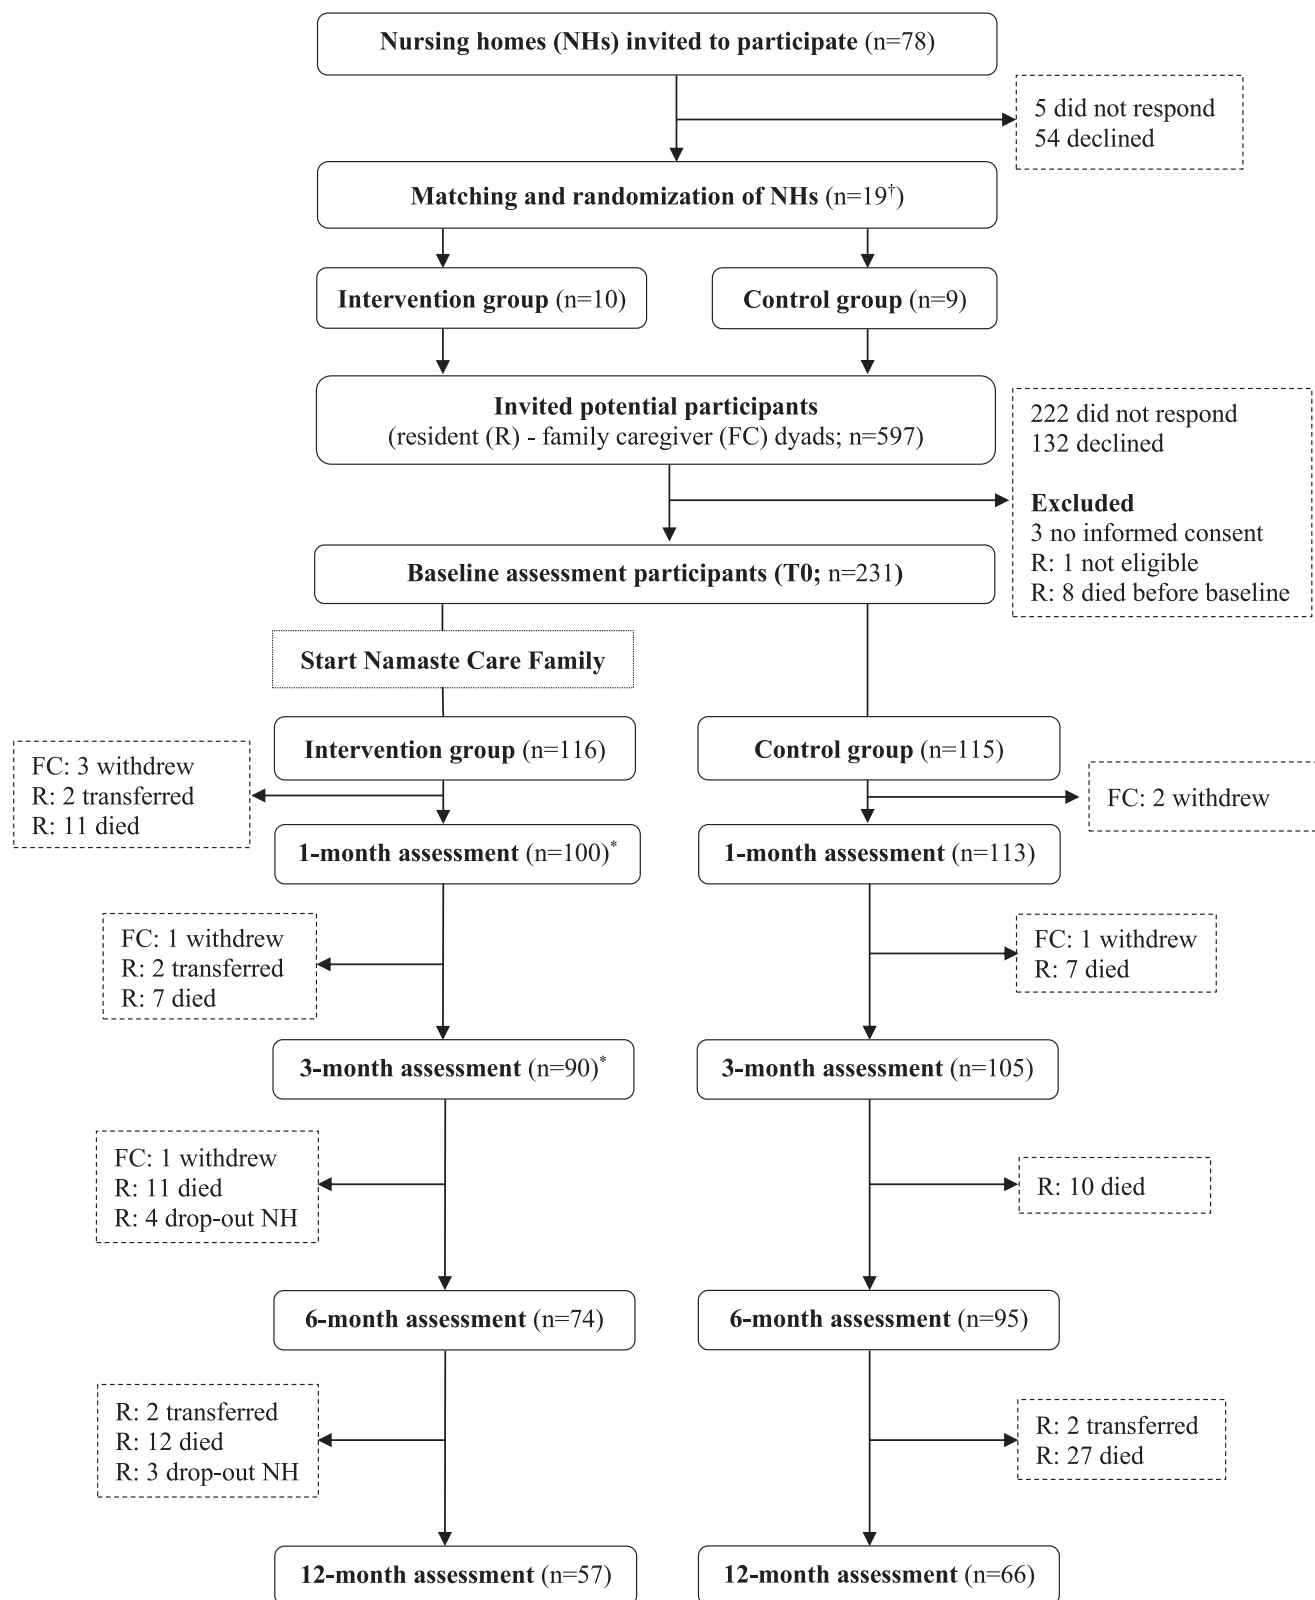 Nursing homes (NHs) invited to participate (n=78)
5 did not respond
54 declined
Matching and randomization of NHs (n=19†)
Intervention group (n=10)
Control group (n=9)
Invited potential participants
(resident (R) - family caregiver (FC) dyads; n=597)
222 did not respond
132 declined
Excluded
3 no informed consent
R: 1 not eligible
R: 8 died before baseline
Baseline assessment participants (T0; n=231)
Start Namaste Care Family
Intervention group (n=116)
Control group (n=115)
FC: 3 withdrew
R: 2 transferred
R: 11 died
FC: 2 withdrew
1-month assessment (n=100)*
1-month assessment (n=113)
FC: 1 withdrew
R: 2 transferred
R: 7 died
FC: 1 withdrew
R: 7 died
3-month assessment (n=90)*
3-month assessment (n=105)
FC: 1 withdrew
R: 11 died
R: 4 drop-out NH
R: 10 died
6-month assessment (n=74)
6-month assessment (n=95)
R: 2 transferred
R: 12 died
R: 3 drop-out NH
R: 2 transferred
R: 27 died
12-month assessment (n=57)
12-month assessment (n=66)